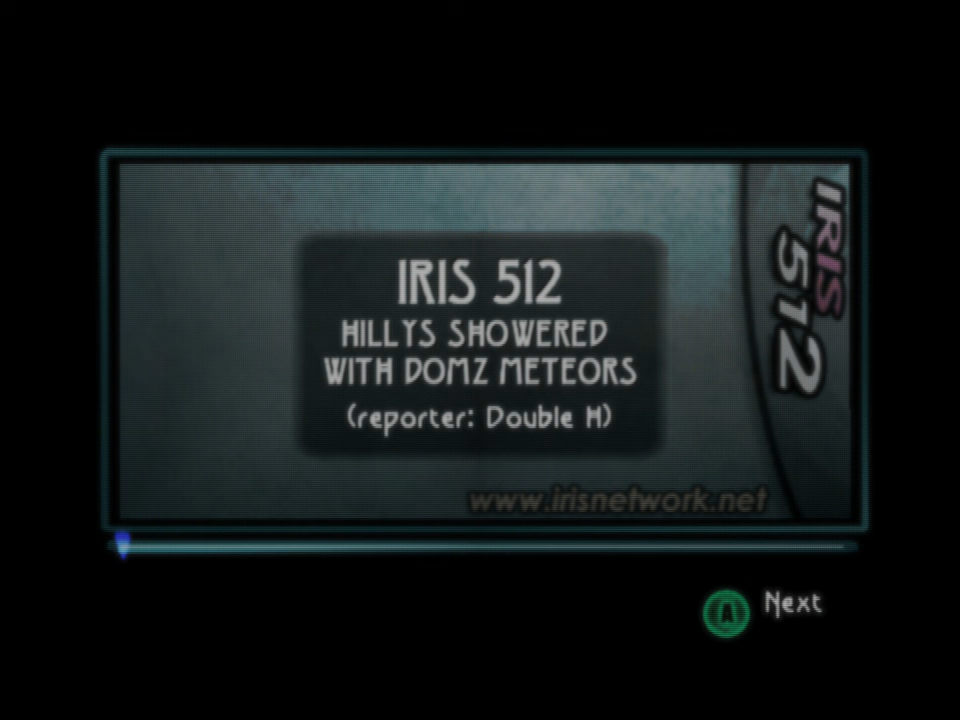 IRIS 512
HILLYS SHOWERED
WITH DOMZ METEORS
(reporter: Double H)
IRIS
512
www.irisnetwork.net
A Next